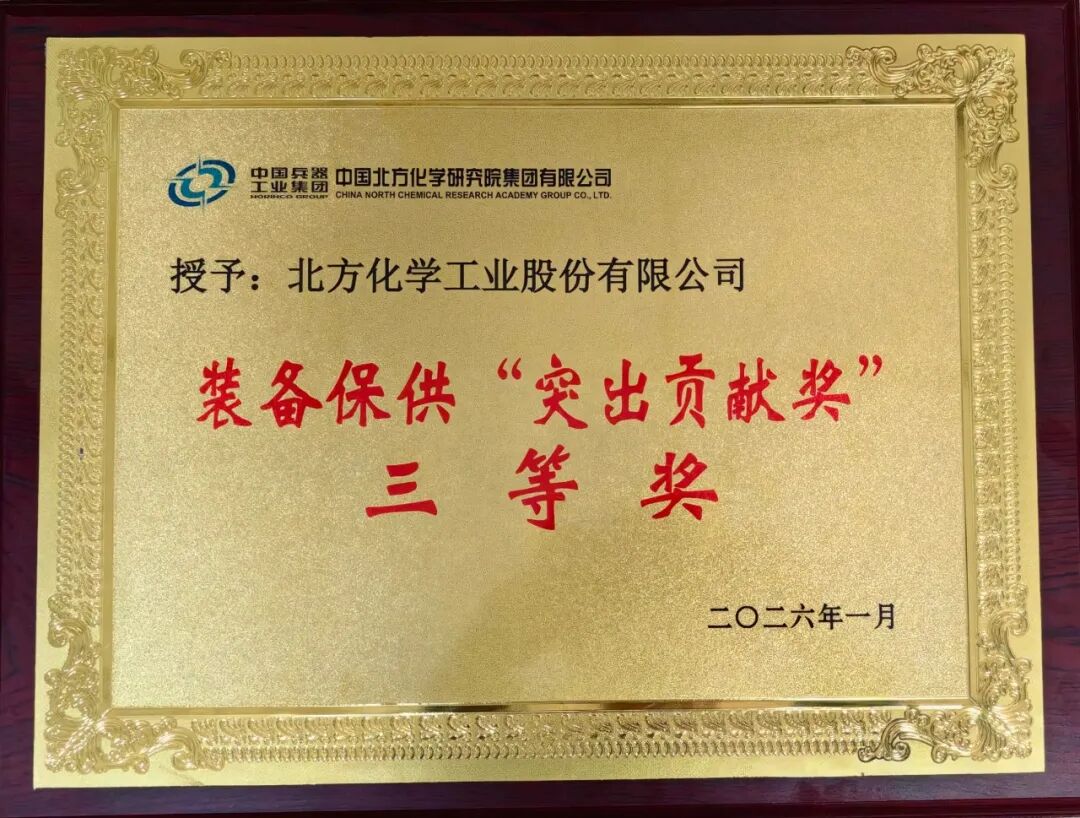 中国兵器 中国北方化学研究院集团有限公司
工业集团
NORINCO GROUP CHINA NORTH CHEMICAL RESEARCH ACADEMY GROUP CO., LTD.
授予：北方化学工业股份有限公司
装备保供“突出贡献奖”
三等奖
二〇二六年一月